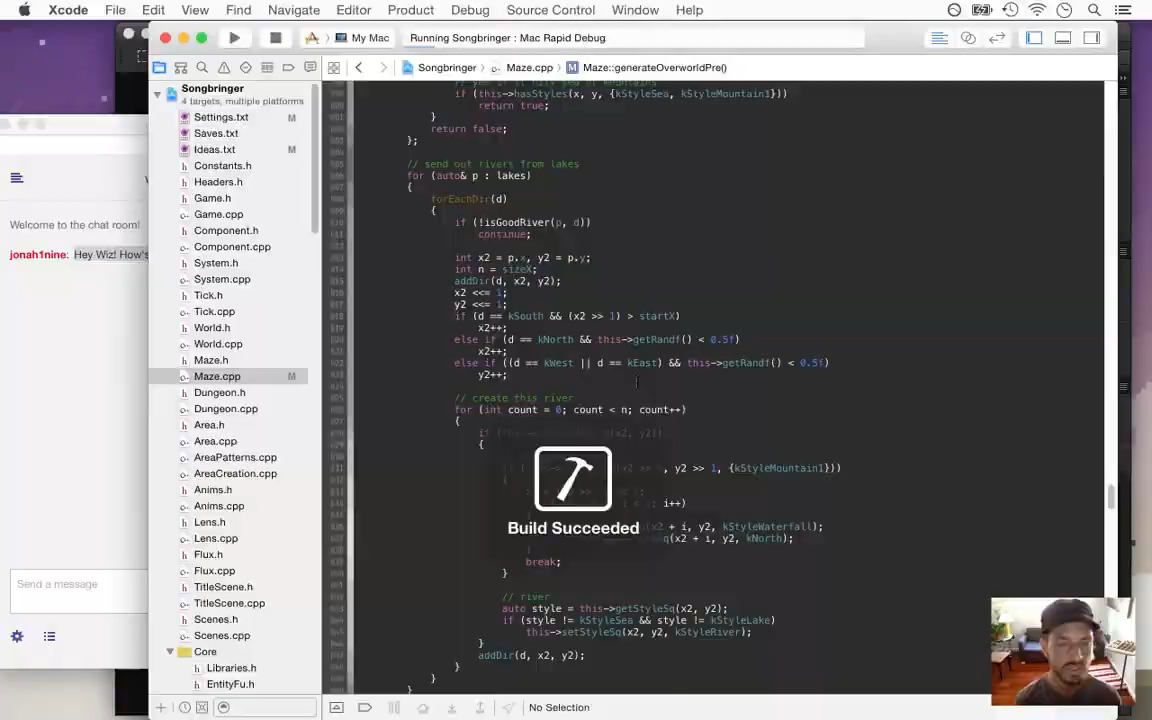 Xcode File Edit View Find Navigate Editor Product Debug Source Control Window Help
My Mac
Running Songbringer : Mac Rapid Debug
Songbringer
Maze.cpp
M Maze::generateOverworldPre()
Songbringer
4 targets, multiple platforms
Settings.txt M
Saves.txt
Ideas.txt M
Constants.h
Headers.h
Game.h
Game.cpp
Component.h
Component.cpp
System.h
System.cpp
Tick.h
Tick.cpp
World.h
World.cpp
Maze.h
Maze.cpp M
Dungeon.h
Dungeon.cpp
Area.h
Area.cpp
AreaPatterns.cpp
AreaCreation.cpp
Anims.h
Anims.cpp
Lens.h
Lens.cpp
Flux.h
Flux.cpp
TitleScene.h
TitleScene.cpp
Scenes.h
Scenes.cpp
Core
Libraries.h
EntityFu.h
Welcome to the chat room!
jonah1nine: Hey Wiz! How's
Send a message
if (this->hasStyles(x, y, {kStyleSea, kStyleMountain1}))
return true;
}
return false;
};
// send out rivers from lakes
for (auto& p : lakes)
{
forEachDir(d)
{
if (!isGoodRiver(p, d))
continue;
int x2 = p.x, y2 = p.y;
int n = sizeX;
addDir(d, x2, y2);
x2 <<= 1;
y2 <<= 1;
if (d == kSouth && (x2 >> 1) > startX)
x2++;
else if (d == kNorth && this->getRandf() < 0.5f)
x2++;
else if ((d == kWest || d == kEast) && this->getRandf() < 0.5f)
y2++;
// create this river
for (int count = 0; count < n; count++)
{
if
{
, y2 >> 1, {kStyleMountain1}))
i++)
x2 + i, y2, kStyleWaterfall);
(x2 + i, y2, kNorth);
break;
}
// river
auto style = this->getStyleSq(x2, y2);
if (style != kStyleSea && style != kStyleLake)
this->setStyleSq(x2, y2, kStyleRiver);
}
addDir(d, x2, y2);
}
}
}
Build Succeeded
No Selection